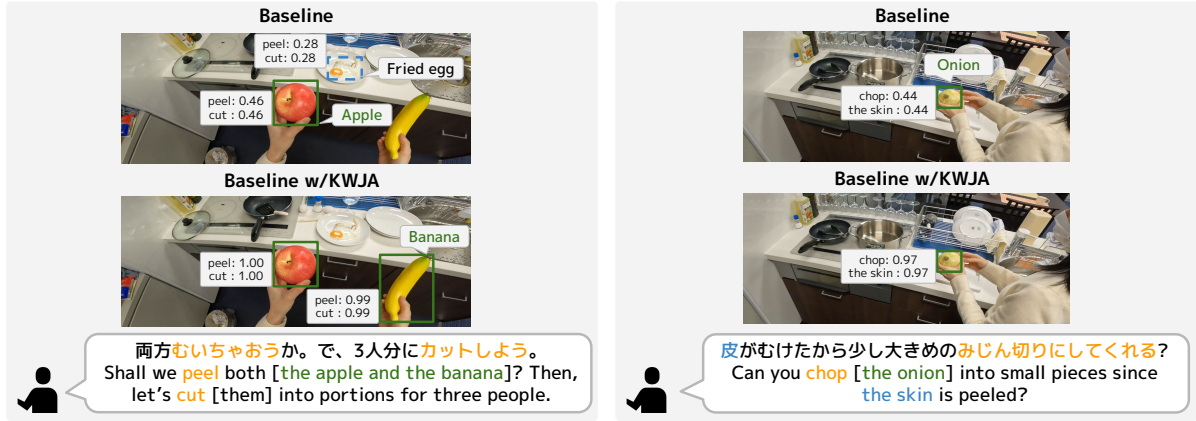 Baseline
peel: 0.28
cut: 0.28
Fried egg
peel: 0.46
cut : 0.46
Apple
Baseline w/KWJA
Banana
peel: 1.00
cut : 1.00
peel: 0.99
cut : 0.99
両方むいちゃおうか。で、3人分にカットしよう。
Shall we peel both [the apple and the banana]? Then,
let's cut [them] into portions for three people.
Baseline
Onion
chop: 0.44
the skin : 0.44
Baseline w/KWJA
chop: 0.97
the skin : 0.97
皮がむけたから少し大きめのみじん切りにしてくれる?
Can you chop [the onion] into small pieces since
the skin is peeled?